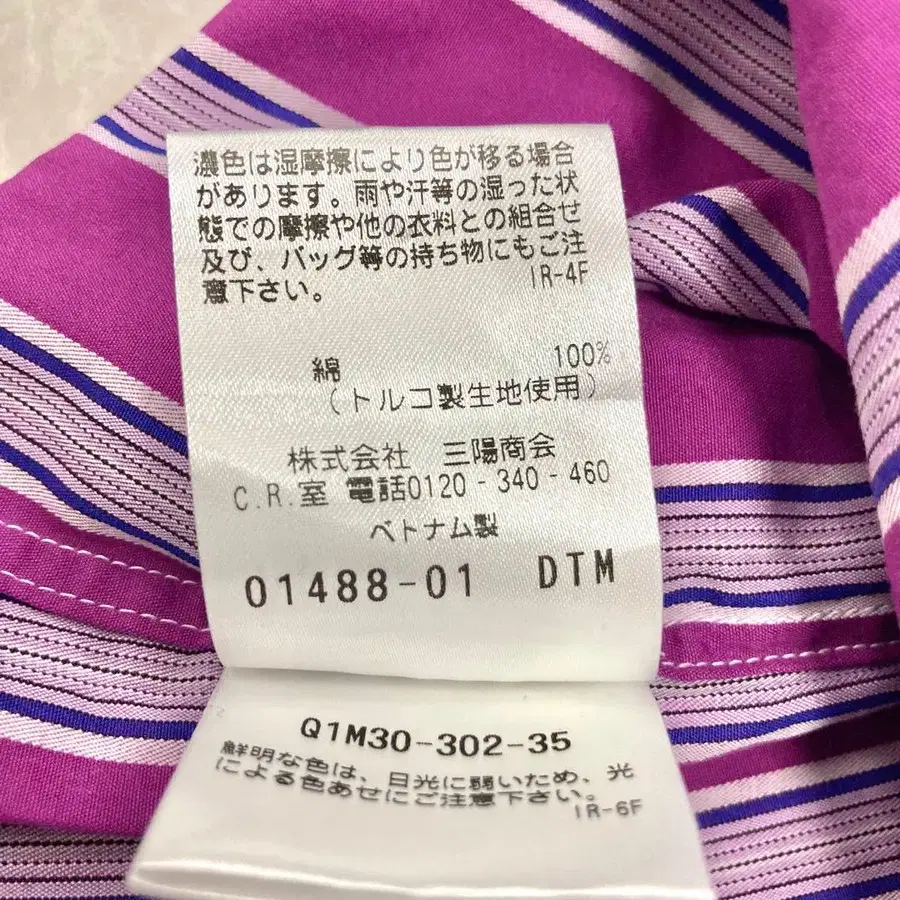 濃色は湿摩擦により色が移る場合
があります。雨や汗等の湿った状
態での摩擦や他の衣料との組合せ
及び、バッグ等の持ち物にもご注
意下さい。 IR-4F
綿 100%
(トルコ製生地使用)
株式会社 三陽商会
C.R.室 電話0120-340-460
ベトナム製
01488-01 DTM
Q1M30-302-35
鮮明な色は、日光に弱いため、光
による色あせにご注意下さい。
IR-6F